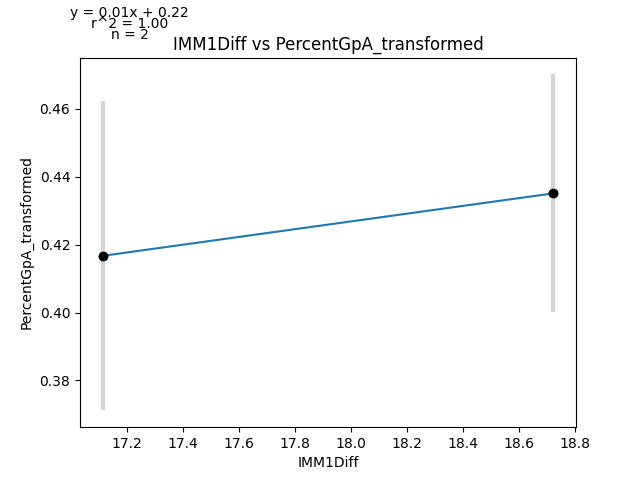 y = 0.01x + 0.22
r^2 = 1.00
n = 2
IMM1Diff vs PercentGpA_transformed
PercentGpA_transformed
0.46
0.44
0.42
0.40
0.38
17.2 17.4 17.6 17.8 18.0 18.2 18.4 18.6 18.8
IMM1Diff